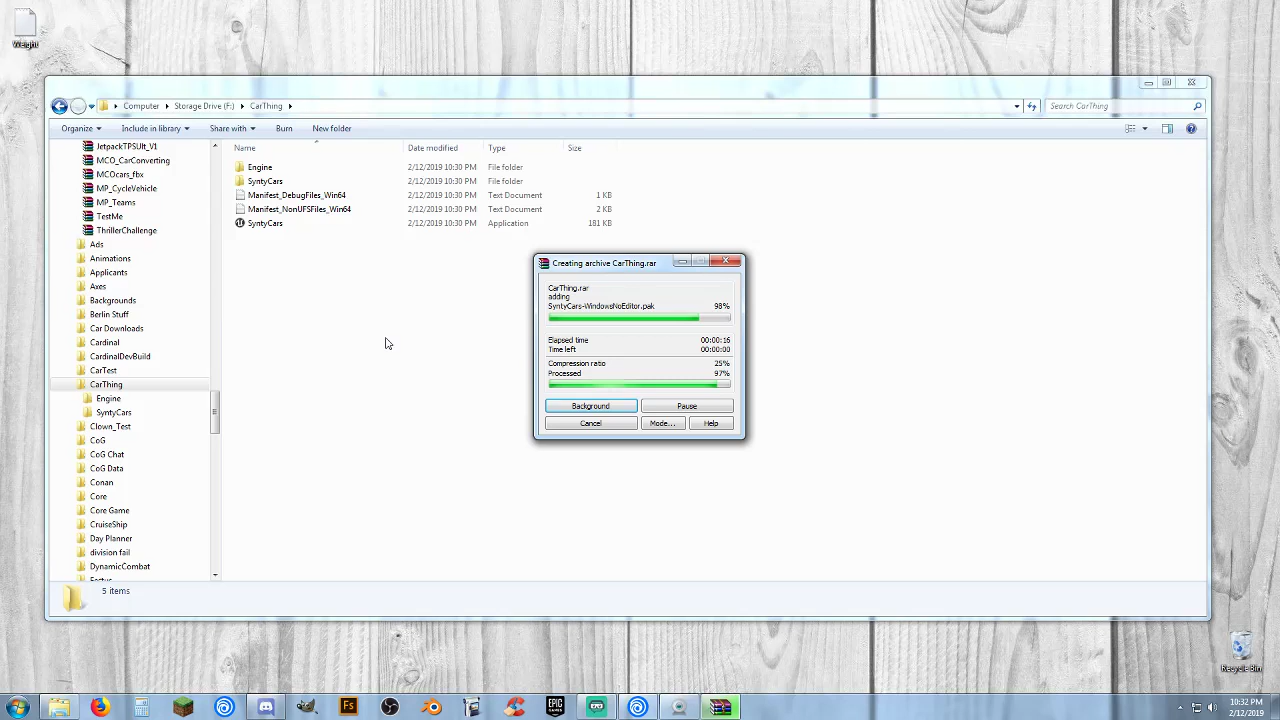 Weight
Computer
Storage Drive (F:)
CarThing
Search CarThing
Organize
Include in library
Share with
Burn
New folder
Name
Date modified
Type
Size
JetpackTPSUlt_V1
MCO_CarConverting
MCOcars_fbx
MP_CycleVehicle
MP_Teams
TestMe
ThrillerChallenge
Ads
Animations
Applicants
Axes
Backgrounds
Berlin Stuff
Car Downloads
Cardinal
CardinalDevBuild
CarTest
CarThing
Engine
SyntyCars
Clown_Test
CoG
CoG Chat
CoG Data
Conan
Core
Core Game
CruiseShip
Day Planner
division fail
DynamicCombat
Engine 2/12/2019 10:30 PM File folder
SyntyCars 2/12/2019 10:30 PM File folder
Manifest_DebugFiles_Win64 2/12/2019 10:30 PM Text Document 1 KB
Manifest_NonUFSFiles_Win64 2/12/2019 10:30 PM Text Document 2 KB
SyntyCars 2/12/2019 10:30 PM Application 181 KB
Creating archive CarThing.rar
CarThing.rar
adding
SyntyCars-WindowsNoEditor.pak 98%
Elapsed time 00:00:16
Time left 00:00:00
Compression ratio 25%
Processed 97%
Background
Pause
Cancel
Mode...
Help
5 items
Recycle Bin
Fs
EPIC
GAMES
10:32 PM
2/12/2019